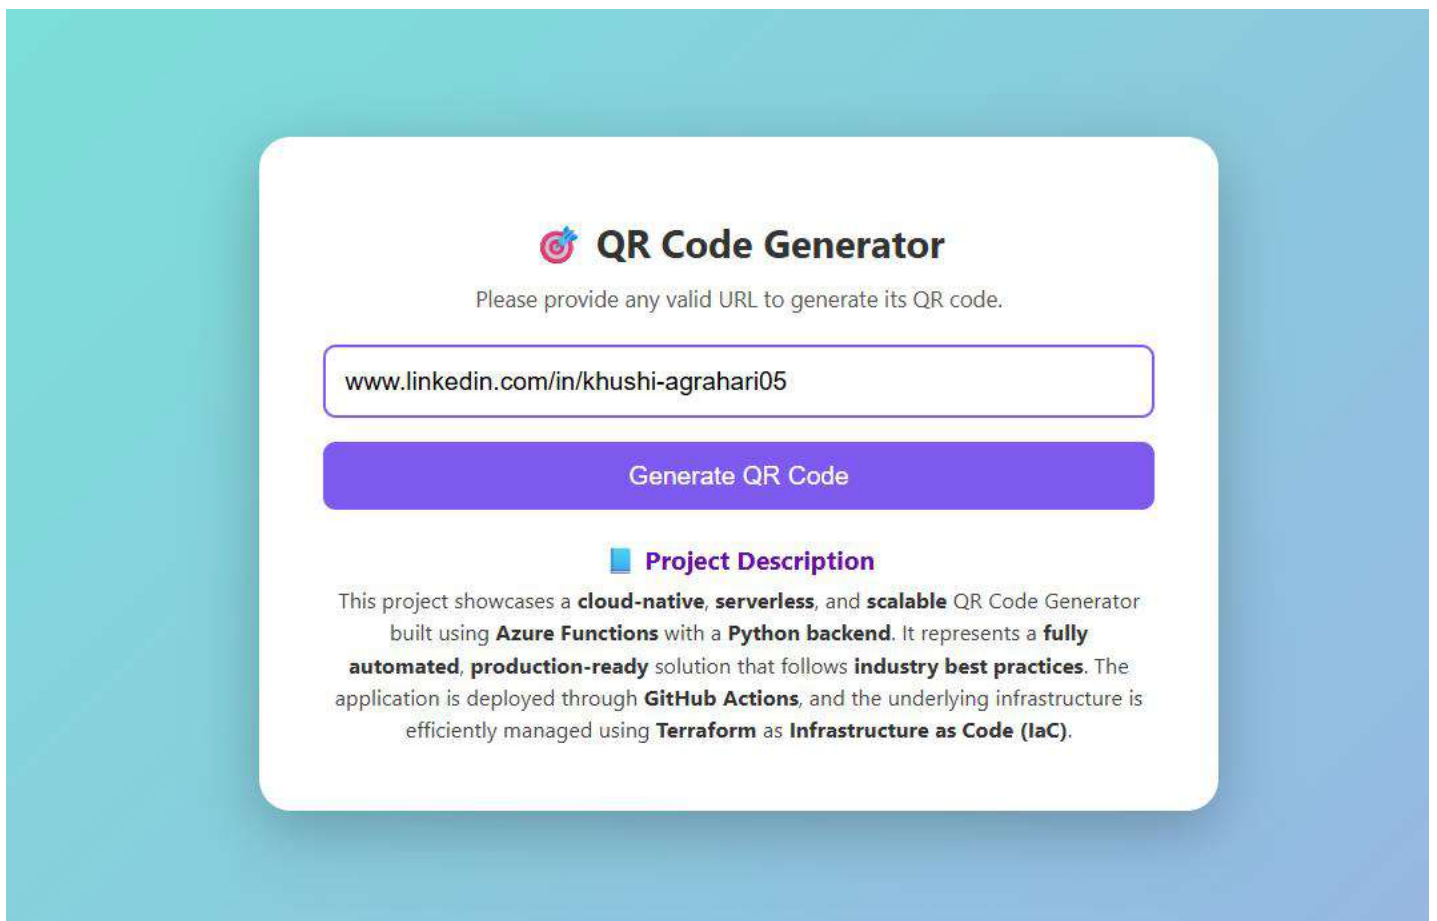 🎯 QR Code Generator
Please provide any valid URL to generate its QR code.
www.linkedin.com/in/khushi-agrahari05
Generate QR Code
📘 Project Description
This project showcases a cloud-native, serverless, and scalable QR Code Generator
built using Azure Functions with a Python backend. It represents a fully
automated, production-ready solution that follows industry best practices. The
application is deployed through GitHub Actions, and the underlying infrastructure is
efficiently managed using Terraform as Infrastructure as Code (IaC).